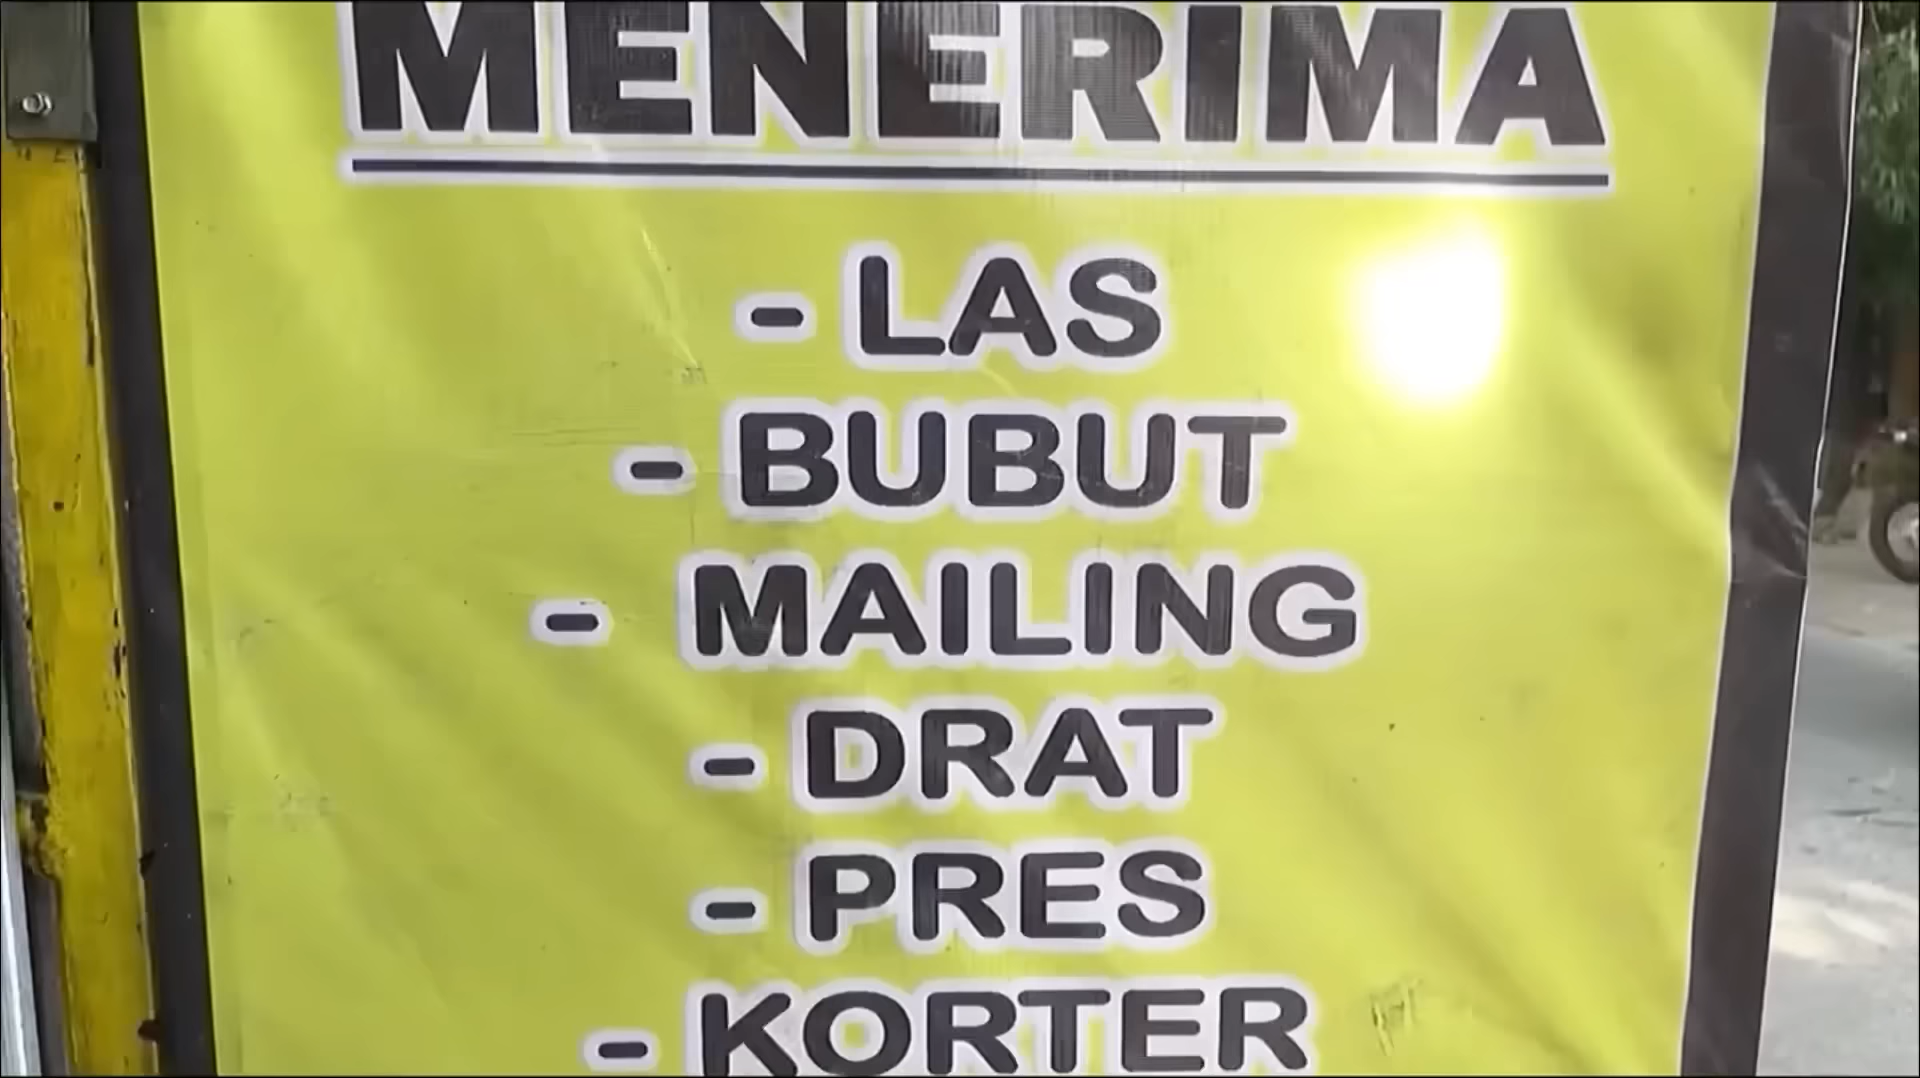 MENERIMA
- LAS
- BUBUT
- MAILING
- DRAT
- PRES
- KORTER